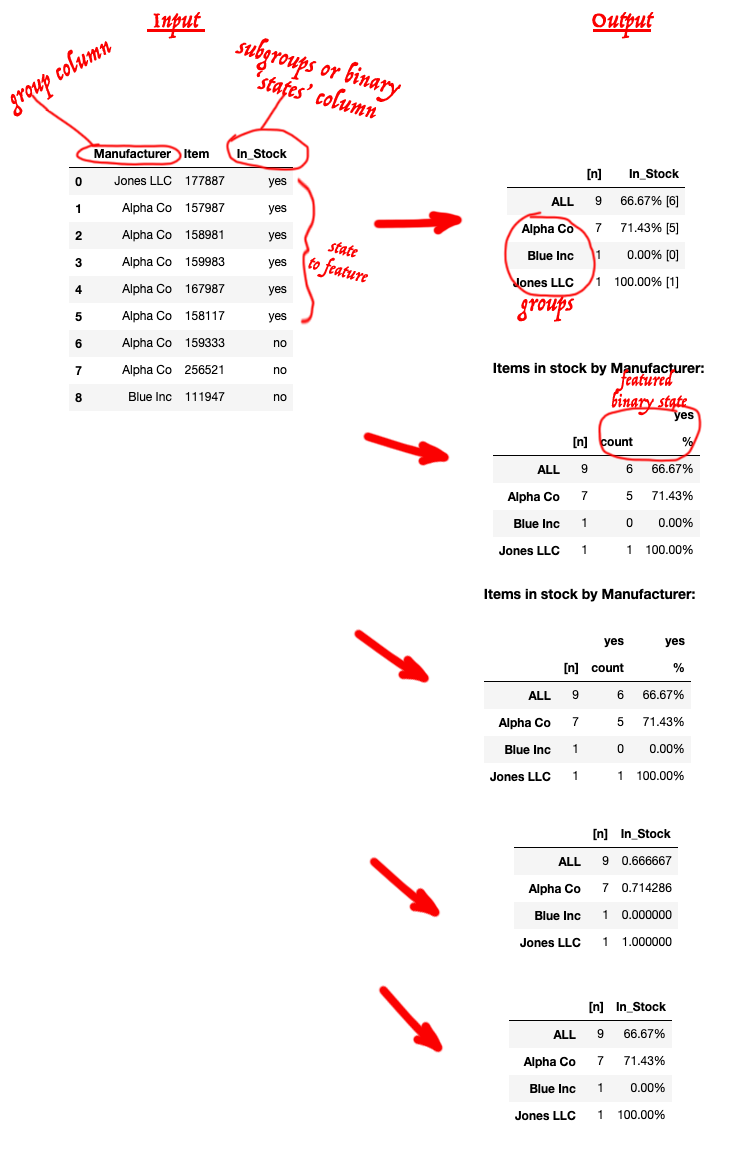 Input
Output
group column
subgroups or binary
'states' column
Manufacturer Item In_Stock
0 Jones LLC 177887 yes
1 Alpha Co 157987 yes
2 Alpha Co 158981 yes
3 Alpha Co 159983 yes
4 Alpha Co 167987 yes
5 Alpha Co 158117 yes
6 Alpha Co 159333 no
7 Alpha Co 256521 no
8 Blue Inc 111947 no
state
to feature
[n] In_Stock
ALL 9 66.67% [6]
Alpha Co 7 71.43% [5]
Blue Inc 1 0.00% [0]
Jones LLC 1 100.00% [1]
groups
Items in stock by Manufacturer:
featured
binary state
yes
[n] count %
ALL 9 6 66.67%
Alpha Co 7 5 71.43%
Blue Inc 1 0 0.00%
Jones LLC 1 1 100.00%
Items in stock by Manufacturer:
yes yes
[n] count %
ALL 9 6 66.67%
Alpha Co 7 5 71.43%
Blue Inc 1 0 0.00%
Jones LLC 1 1 100.00%
[n] In_Stock
ALL 9 0.666667
Alpha Co 7 0.714286
Blue Inc 1 0.000000
Jones LLC 1 1.000000
[n] In_Stock
ALL 9 66.67%
Alpha Co 7 71.43%
Blue Inc 1 0.00%
Jones LLC 1 100.00%